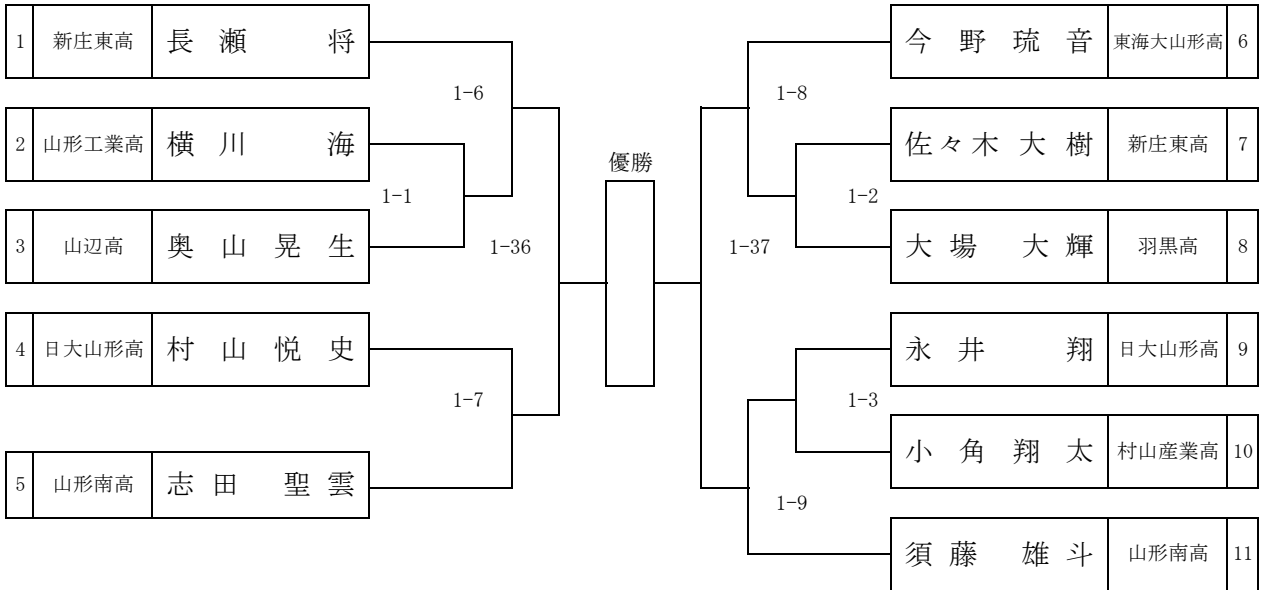 1 新庄東高 長瀬 将
1-6
2 山形工業高 横川 海
1-1
3 山辺高 奥山晃生
1-36
4 日大山形高 村山悦史
1-7
5 山形南高 志田 聖雲
優勝
今野琉音 東海大山形高 6
1-8
佐々木大樹 新庄東高 7
1-2
大場 大輝 羽黒高 8
1-37
永井 翔 日大山形高 9
1-3
小角翔太 村山産業高 10
1-9
須藤 雄斗 山形南高 11